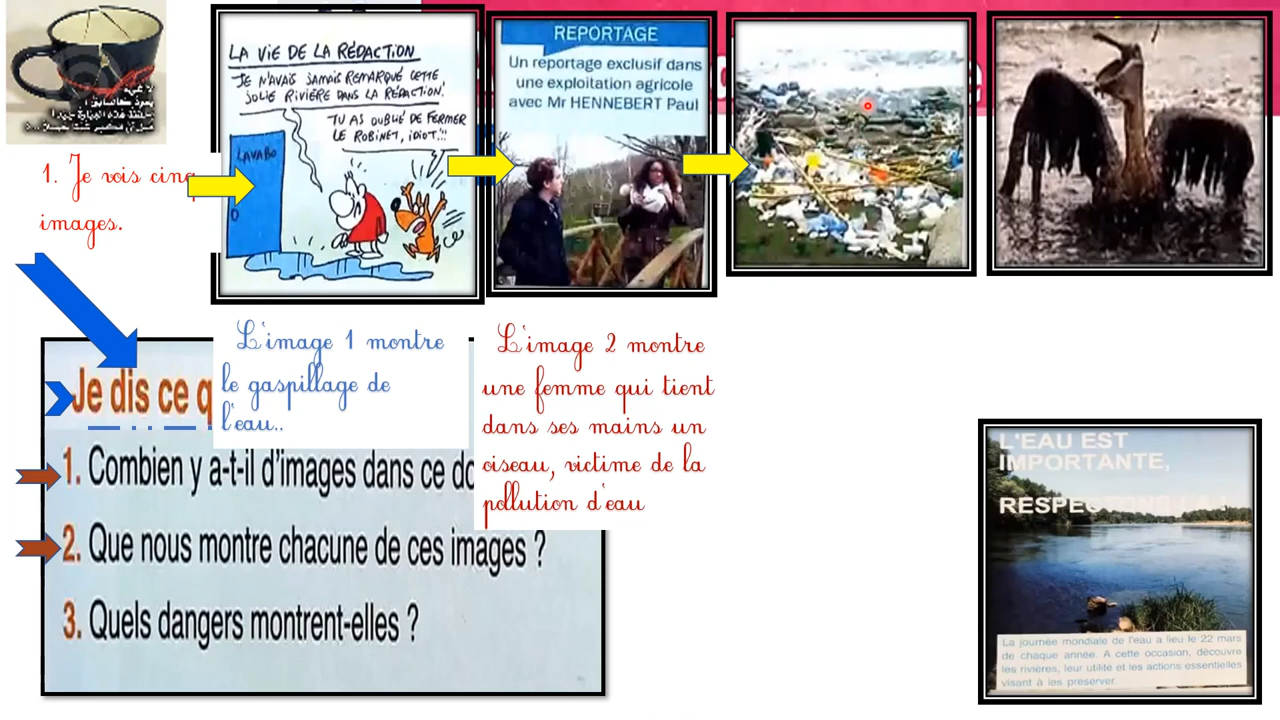 LA VIE DE LA RÉDACTION
JE N'AVAIS JAMAIS REMARQUÉ CETTE
JOLIE RIVIÈRE DANS LA RÉDACTION!
TU AS OUBLIÉ DE FERMER
LE ROBINET, IDIOT!!!
LAVABO
REPORTAGE
Un reportage exclusif dans
une exploitation agricole
avec Mr HENNEBERT Paul
1. Je vois cinq
images.
L'image 1 montre
le gaspillage de
l'eau..
L'image 2 montre
une femme qui tient
dans ses mains un
oiseau, victime de la
pollution d'eau
Je dis ce q
1. Combien y a-t-il d'images dans ce do
2. Que nous montre chacune de ces images ?
3. Quels dangers montrent-elles ?
L'EAU EST
IMPORTANTE,
La journée mondiale de l'eau a lieu le 22 mars
de chaque année. A cette occasion, découvre
les rivières, leur utilité et les actions essentielles
visant à les préserver.